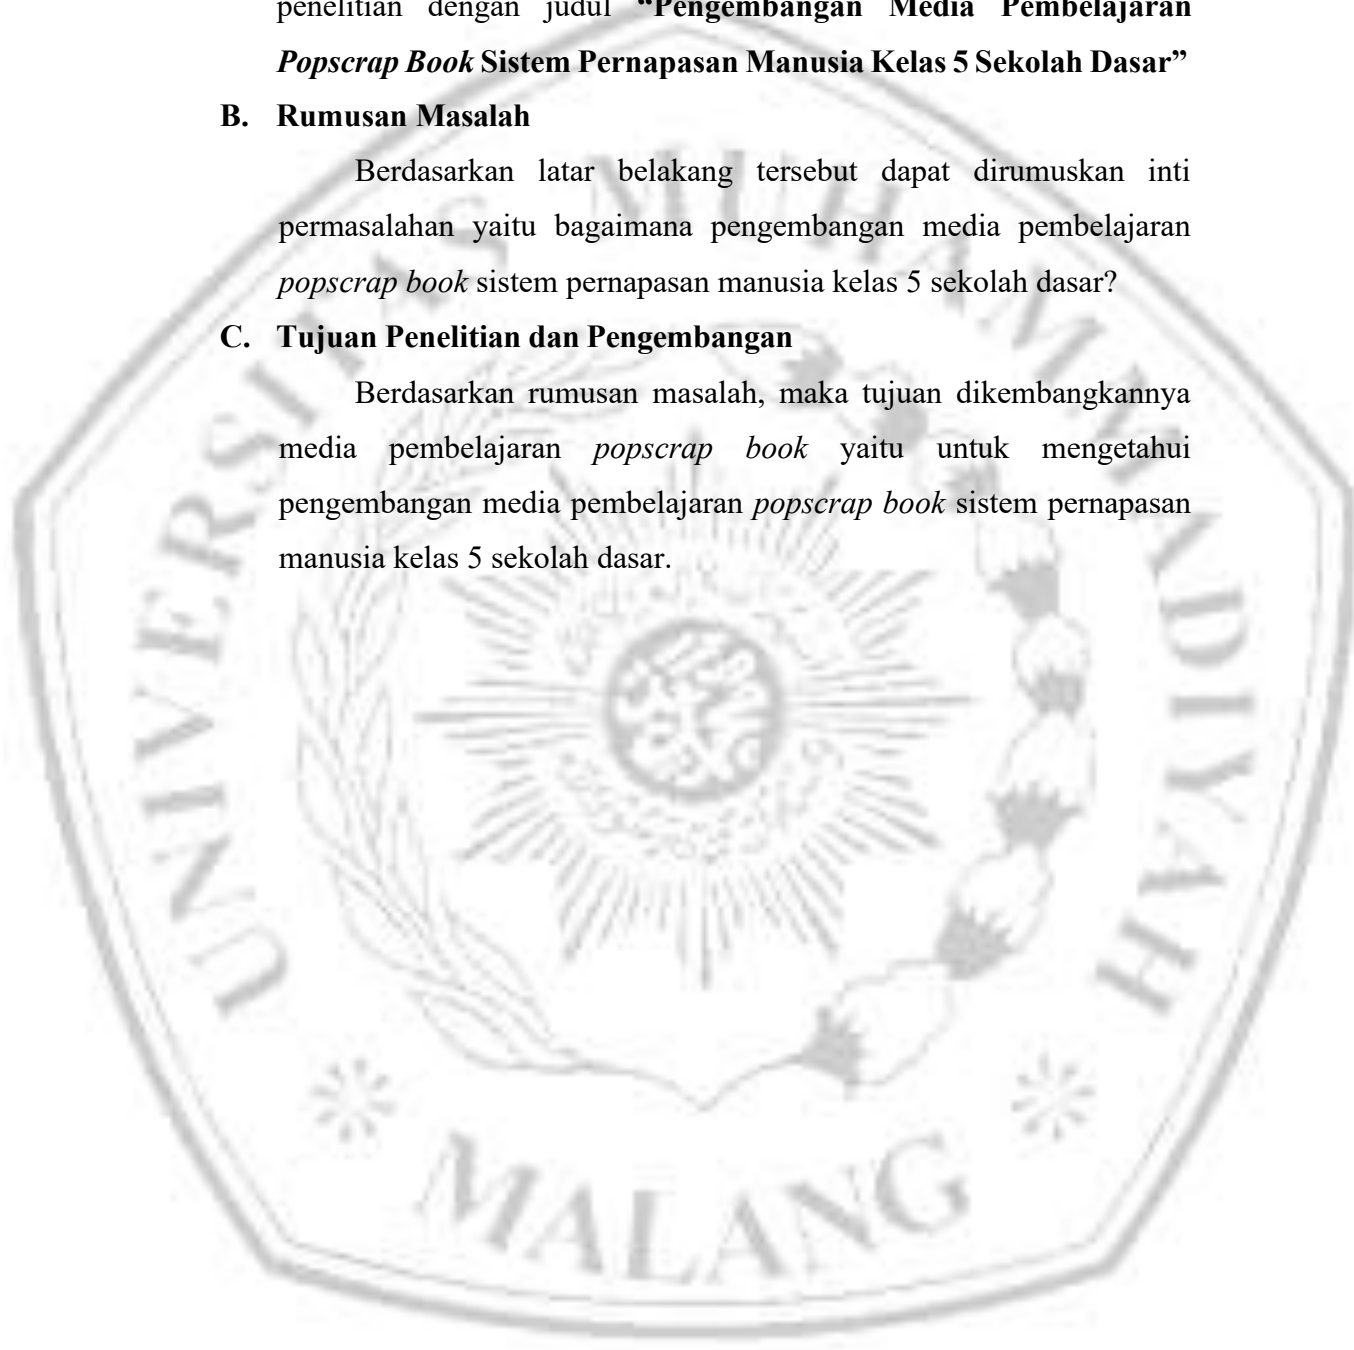 penelitian dengan judul “Pengembangan Media Pembelajaran
Popscrap Book Sistem Pernapasan Manusia Kelas 5 Sekolah Dasar”
B. Rumusan Masalah
Berdasarkan latar belakang tersebut dapat dirumuskan inti
permasalahan yaitu bagaimana pengembangan media pembelajaran
popscrap book sistem pernapasan manusia kelas 5 sekolah dasar?
C. Tujuan Penelitian dan Pengembangan
Berdasarkan rumusan masalah, maka tujuan dikembangkannya
media pembelajaran popscrap book yaitu untuk mengetahui
pengembangan media pembelajaran popscrap book sistem pernapasan
manusia kelas 5 sekolah dasar.
UNIVERSITAS MUHAMMADIYAH
MALANG